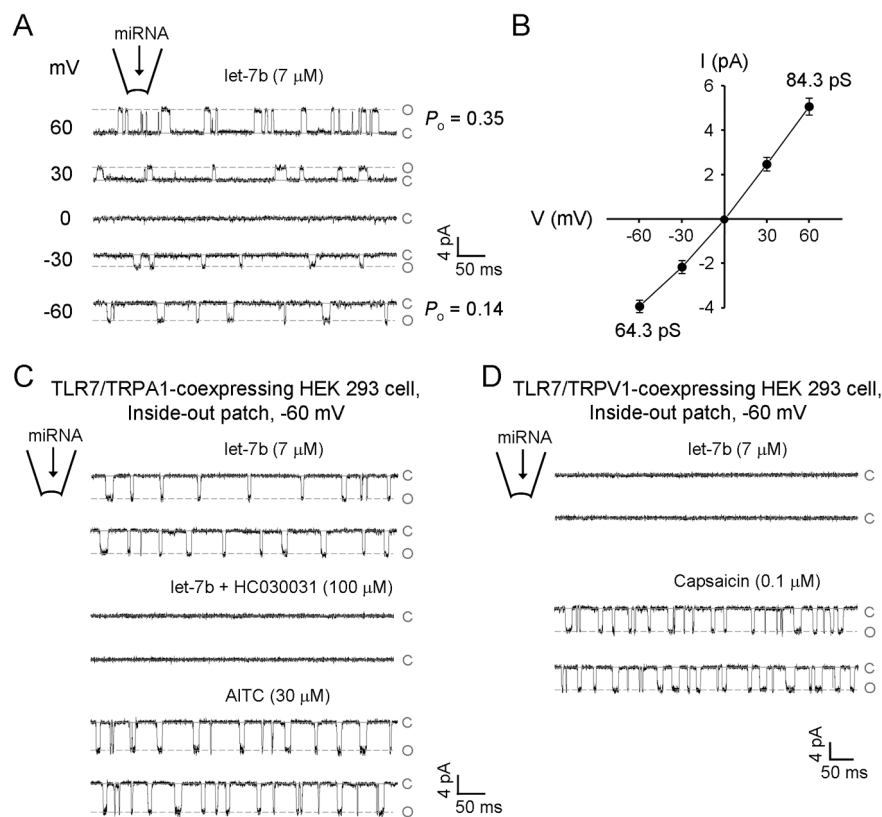 A
miRNA
mV
let-7b (7 μM)
60
O
C
Po = 0.35
30
O
C
0
C
-30
C
O
4 pA
50 ms
-60
C
O
Po = 0.14
B
I (pA)
84.3 pS
6
4
2
V (mV)
-60
-30
30
60
-2
-4
64.3 pS
C
TLR7/TRPA1-coexpressing HEK 293 cell,
Inside-out patch, -60 mV
miRNA
let-7b (7 μM)
C
O
C
O
let-7b + HC030031 (100 μM)
C
C
AITC (30 μM)
C
O
C
O
4 pA
50 ms
D
TLR7/TRPV1-coexpressing HEK 293 cell,
Inside-out patch, -60 mV
miRNA
let-7b (7 μM)
C
C
Capsaicin (0.1 μM)
C
O
C
O
4 pA
50 ms